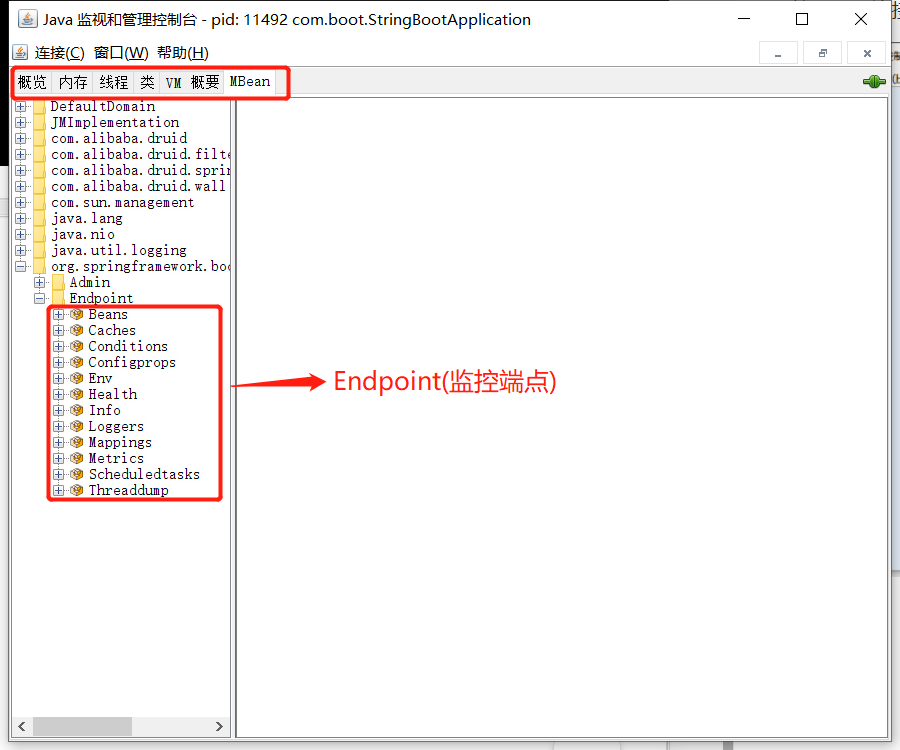 Java 监视和管理控制台 - pid: 11492 com.boot.StringBootApplication
连接(C) 窗口(W) 帮助(H)
概览 内存 线程 类 VM 概要 MBean
DefaultDomain
JMImplementation
com.alibaba.druid
com.alibaba.druid.filte
com.alibaba.druid.sprin
com.alibaba.druid.wall
com.sun.management
java.lang
java.nio
java.util.logging
org.springframework.boo
Admin
Endpoint
Beans
Caches
Conditions
Configprops
Env
Endpoint(监控端点)
Health
Info
Loggers
Mappings
Metrics
Scheduledtasks
Threaddump